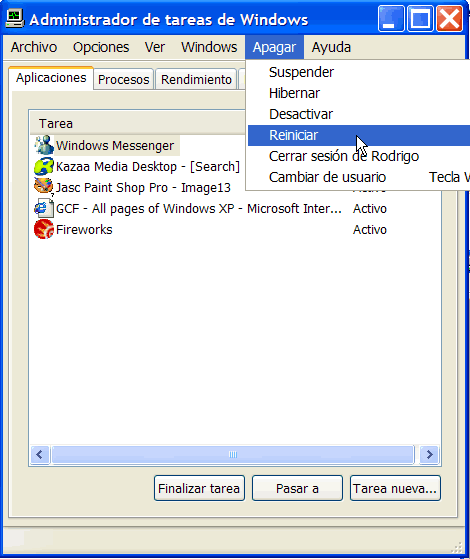 Administrador de tareas de Windows
Archivo Opciones Ver Windows Apagar Ayuda
Aplicaciones Procesos Rendimiento
Suspender
Hibernar
Desactivar
Reiniciar
Cerrar sesión de Rodrigo
Cambiar de usuario Tecla W
Tarea
Windows Messenger
Kazaa Media Desktop - [Search]
Jasc Paint Shop Pro - Image13
GCF - All pages of Windows XP - Microsoft Inter... Activo
Fireworks Activo
Finalizar tarea Pasar a Tarea nueva...